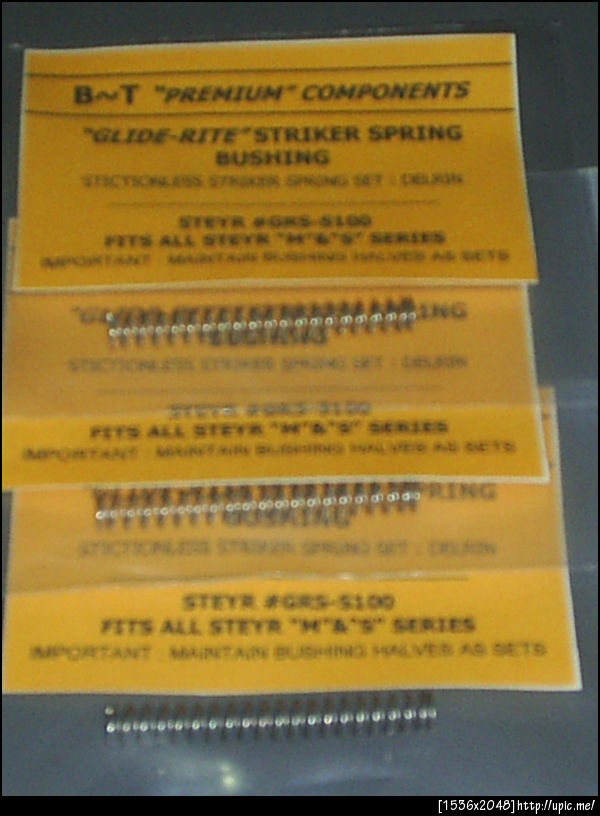 B~T "PREMIUM" COMPONENTS
"GLIDE-RITE" STRIKER SPRING
BUSHING
STICTIONLESS STRIKER SPRING SET : DELRIN
STEYR #GRS-S100
FITS ALL STEYR "M"&"S" SERIES
IMPORTANT : MAINTAIN BUSHING HALVES AS SETS
BUSHING
STICTIONLESS STRIKER SPRING SET : DELRIN
STEYR #GRS-S100
FITS ALL STEYR "M"&"S" SERIES
IMPORTANT : MAINTAIN BUSHING HALVES AS SETS
BUSHING
STICTIONLESS STRIKER SPRING SET : DELRIN
STEYR #GRS-S100
FITS ALL STEYR "M"&"S" SERIES
IMPORTANT : MAINTAIN BUSHING HALVES AS SETS
[1536x2048]http://upic.me/